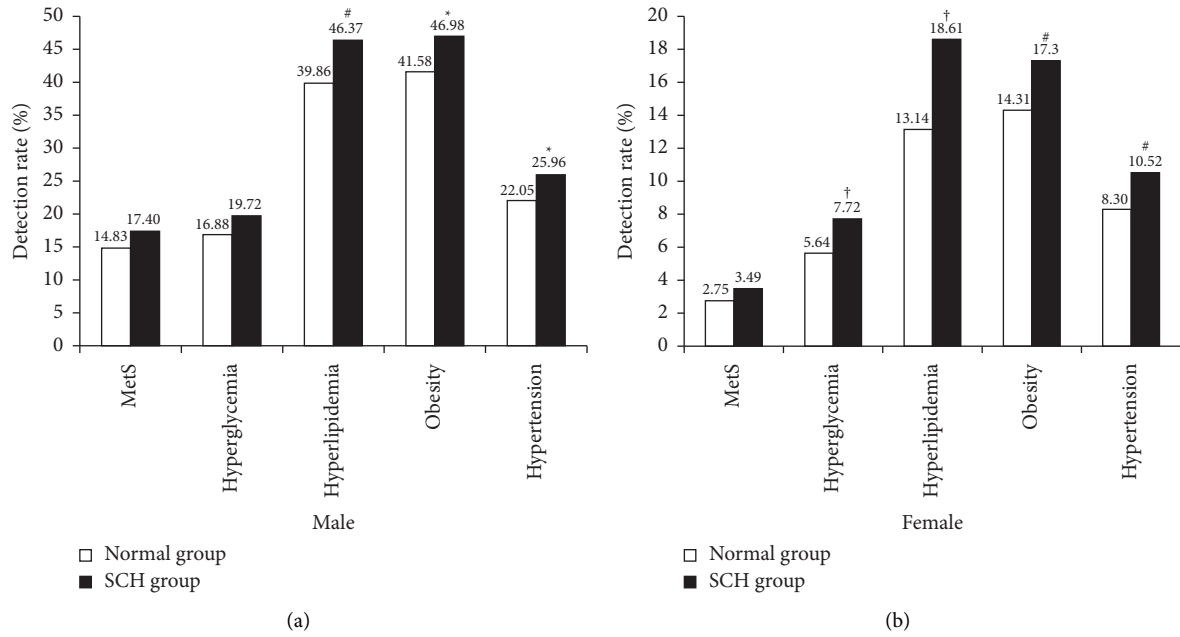 50
45
40
35
30
25
20
15
10
5
0
Detection rate (%)
14.83
17.40
16.88
19.72
39.86
#
46.37
41.58
*
46.98
22.05
*
25.96
MetS
Hyperglycemia
Hyperlipidemia
Obesity
Hypertension
Male
Normal group
SCH group
(a)
20
18
16
14
12
10
8
6
4
2
0
Detection rate (%)
2.75
3.49
5.64
†
7.72
13.14
†
18.61
14.31
#
17.3
8.30
#
10.52
MetS
Hyperglycemia
Hyperlipidemia
Obesity
Hypertension
Female
Normal group
SCH group
(b)